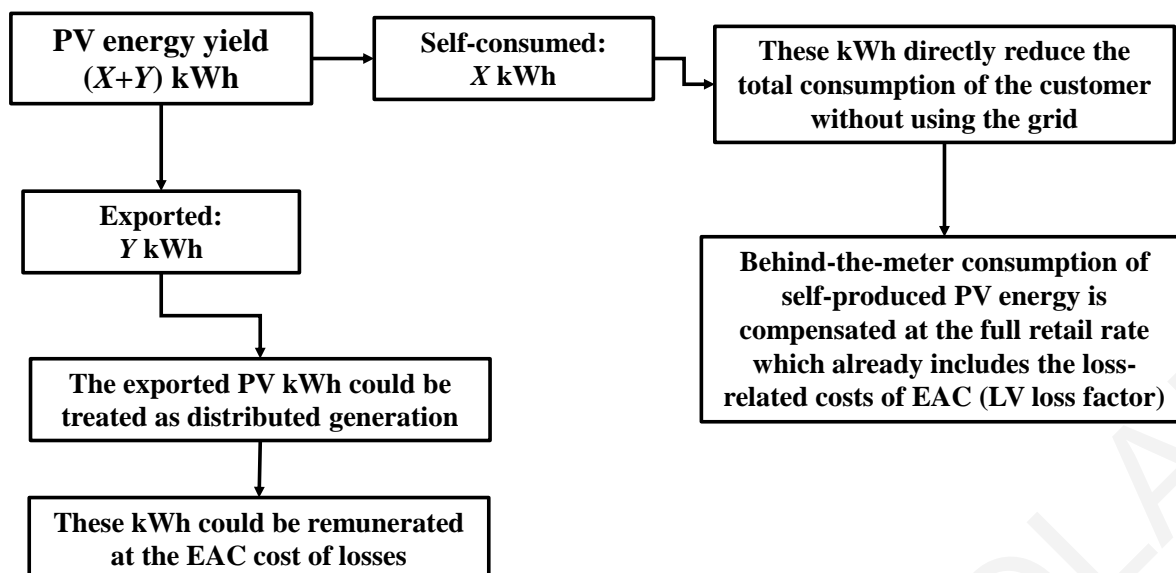 PV energy yield
(X+Y) kWh
Self-consumed:
X kWh
These kWh directly reduce the
total consumption of the customer
without using the grid
Exported:
Y kWh
Behind-the-meter consumption of
self-produced PV energy is
compensated at the full retail rate
which already includes the loss-
related costs of EAC (LV loss factor)
The exported PV kWh could be
treated as distributed generation
These kWh could be remunerated
at the EAC cost of losses